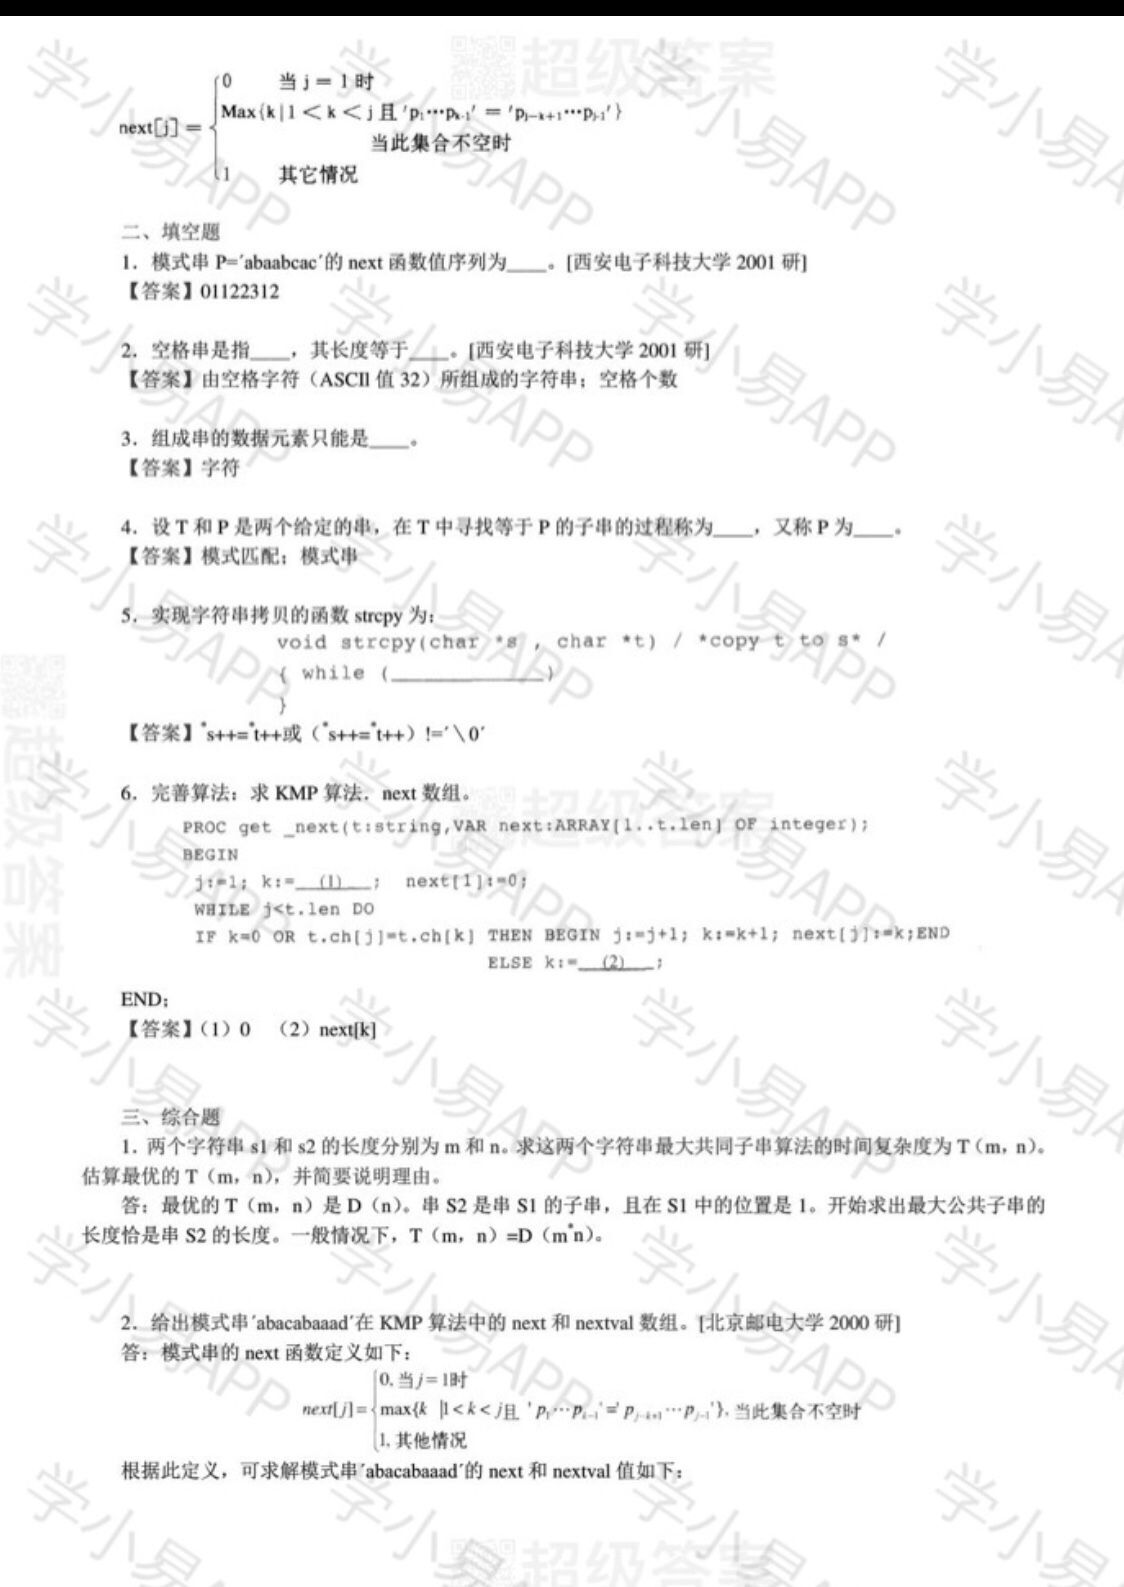 next[j] = {0 当 j = 1 时
Max{k|1<k<j 且 'p₁…pₖ₋₁' = 'pⱼ₋ₖ₊₁…pⱼ₋₁'}
当此集合不空时
1 其它情况
二、填空题
1．模式串 P=′abaabcac′的 next 函数值序列为____。[西安电子科技大学 2001 研]
【答案】01122312
2．空格串是指____，其长度等于____。[西安电子科技大学 2001 研]
【答案】由空格字符（ASCII 值 32）所组成的字符串；空格个数
3．组成串的数据元素只能是____。
【答案】字符
4．设 T 和 P 是两个给定的串，在 T 中寻找等于 P 的子串的过程称为____，又称 P 为____。
【答案】模式匹配；模式串
5．实现字符串拷贝的函数 strcpy 为：
void strcpy(char *s , char *t) / *copy t to s* /
{ while (______________)
}
【答案】*s++=*t++或（*s++=*t++）!=′\0′
6．完善算法：求 KMP 算法．next 数组。
PROC get _next(t:string,VAR next:ARRAY[1..t.len] OF integer);
BEGIN
j:=1; k:=__(1)__; next[1]:=0;
WHILE j<t.len DO
IF k=0 OR t.ch[j]=t.ch[k] THEN BEGIN j:=j+1; k:=k+1; next[j]:=k;END
ELSE k:=__(2)__;
END;
【答案】（1）0 （2）next[k]
三、综合题
1．两个字符串 s1 和 s2 的长度分别为 m 和 n。求这两个字符串最大共同子串算法的时间复杂度为 T（m，n）。
估算最优的 T（m，n），并简要说明理由。
答：最优的 T（m，n）是 D（n）。串 S2 是串 S1 的子串，且在 S1 中的位置是 1。开始求出最大公共子串的
长度恰是串 S2 的长度。一般情况下，T（m，n）=D（m*n）。
2．给出模式串′abacabaaad′在 KMP 算法中的 next 和 nextval 数组。[北京邮电大学 2000 研]
答：模式串的 next 函数定义如下：
next[j]={0, 当j=1时
max{k |1<k<j且 'p₁…pₖ₋₁'='pⱼ₋ₖ₊₁…pⱼ₋₁'}, 当此集合不空时
1, 其他情况
根据此定义，可求解模式串′abacabaaad′的 next 和 nextval 值如下：
学小易APP
超级答案